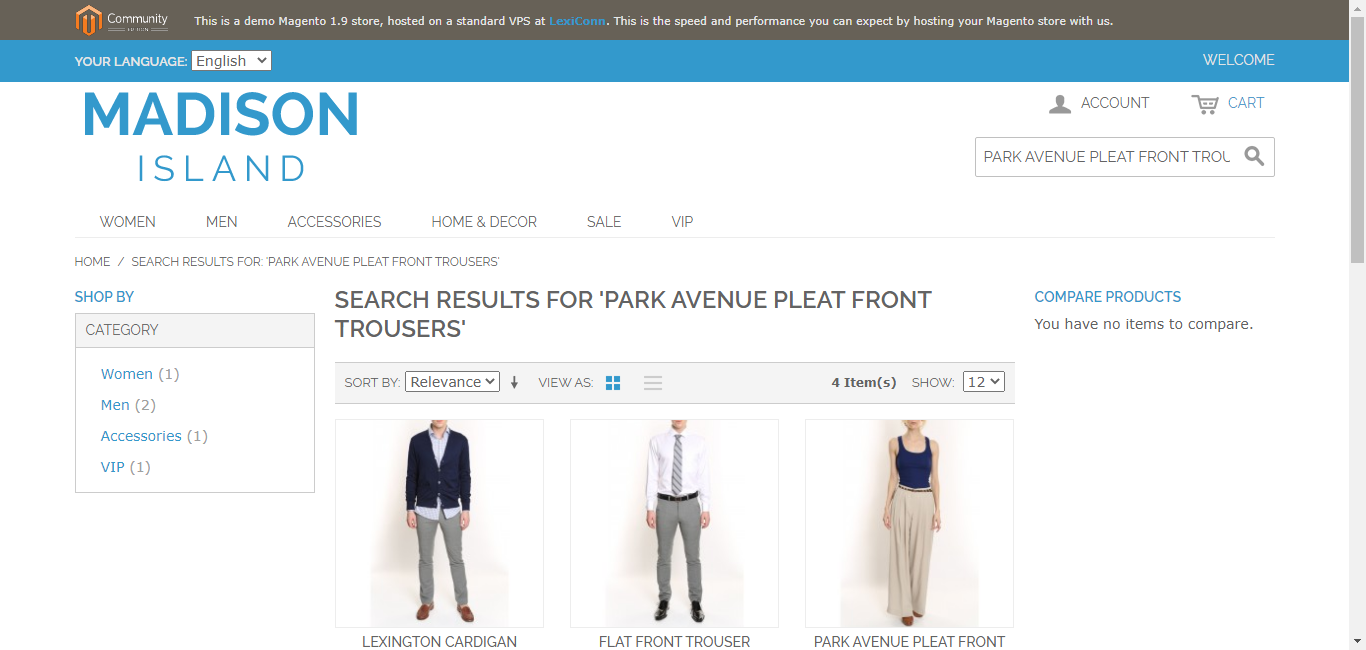 Community
This is a demo Magento 1.9 store, hosted on a standard VPS at LexiConn. This is the speed and performance you can expect by hosting your Magento store with us.
YOUR LANGUAGE: English
WELCOME
MADISON
ISLAND
ACCOUNT CART
PARK AVENUE PLEAT FRONT TROU
WOMEN MEN ACCESSORIES HOME & DECOR SALE VIP
HOME / SEARCH RESULTS FOR: 'PARK AVENUE PLEAT FRONT TROUSERS'
SHOP BY
CATEGORY
Women (1)
Men (2)
Accessories (1)
VIP (1)
SEARCH RESULTS FOR 'PARK AVENUE PLEAT FRONT
TROUSERS'
SORT BY: Relevance VIEW AS: 4 Item(s) SHOW: 12
LEXINGTON CARDIGAN
FLAT FRONT TROUSER
PARK AVENUE PLEAT FRONT
COMPARE PRODUCTS
You have no items to compare.